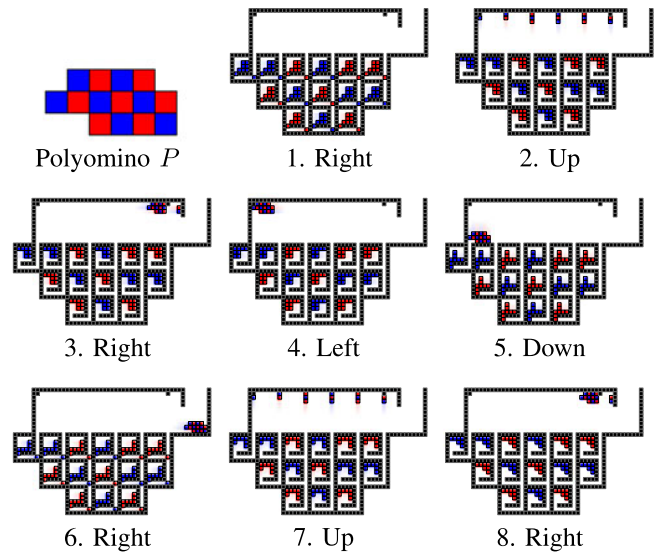 Polyomino P
1. Right
2. Up
3. Right
4. Left
5. Down
6. Right
7. Up
8. Right